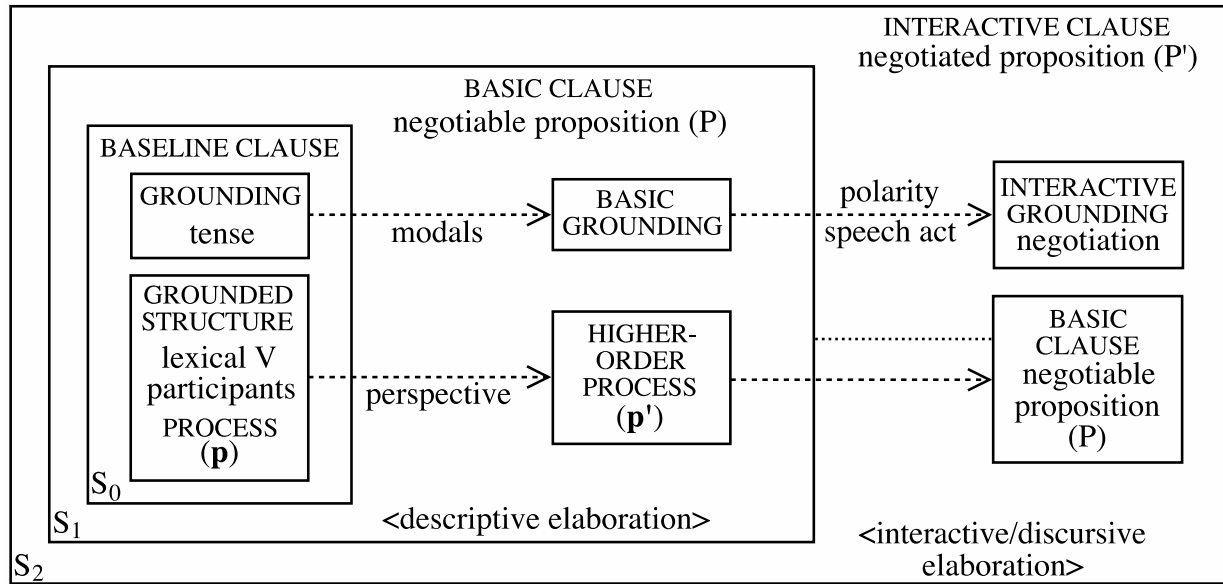 INTERACTIVE CLAUSE
negotiated proposition (P')
BASIC CLAUSE
negotiable proposition (P)
BASELINE CLAUSE
GROUNDING
tense
modals
BASIC
GROUNDING
polarity
speech act
INTERACTIVE
GROUNDING
negotiation
GROUNDED
STRUCTURE
lexical V
participants
PROCESS
(p)
perspective
HIGHER-
ORDER
PROCESS
(p')
BASIC
CLAUSE
negotiable
proposition
(P)
S₀
S₁
<descriptive elaboration>
S₂
<interactive/discursive
elaboration>